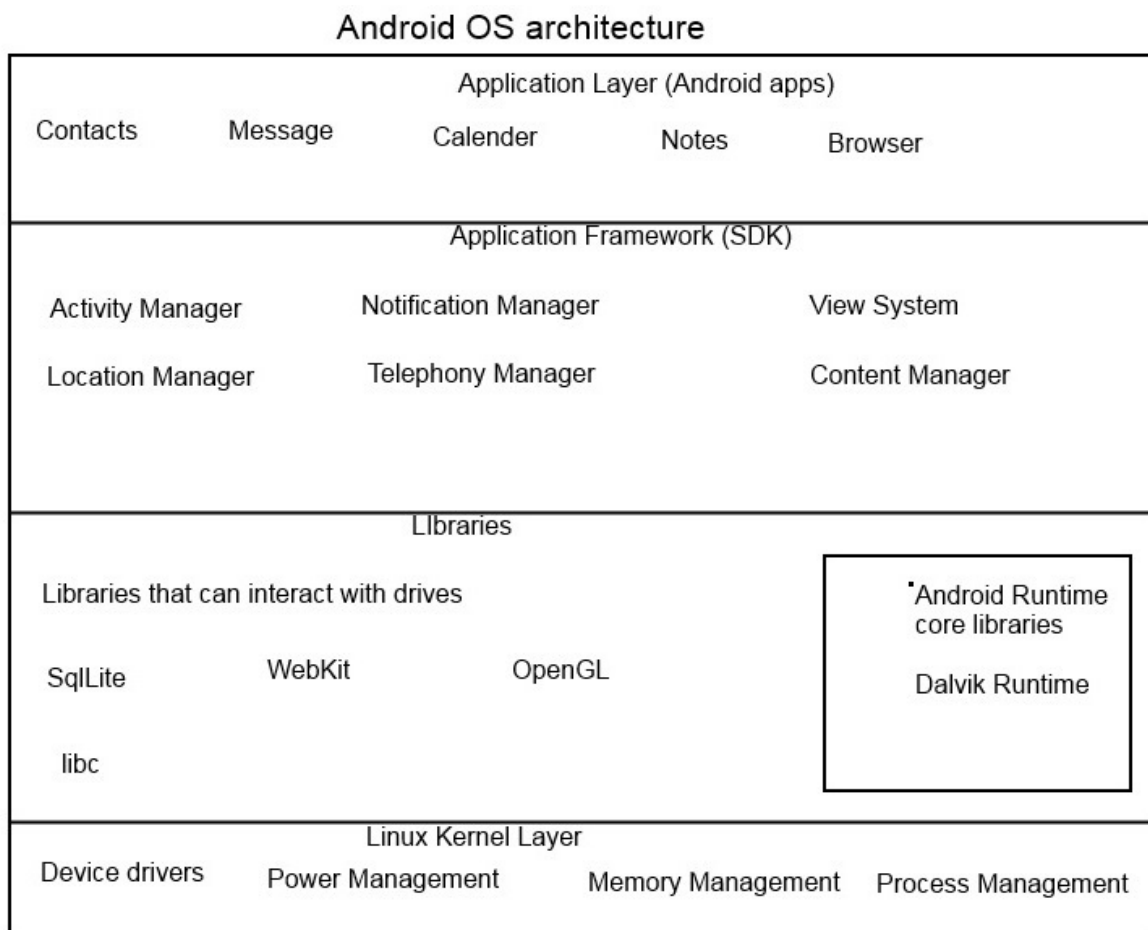 Android OS architecture
Application Layer (Android apps)
Contacts Message Calender Notes Browser
Application Framework (SDK)
Activity Manager Notification Manager View System
Location Manager Telephony Manager Content Manager
LIbraries
Libraries that can interact with drives
SqlLite WebKit OpenGL
libc
Android Runtime
core libraries
Dalvik Runtime
Linux Kernel Layer
Device drivers Power Management Memory Management Process Management